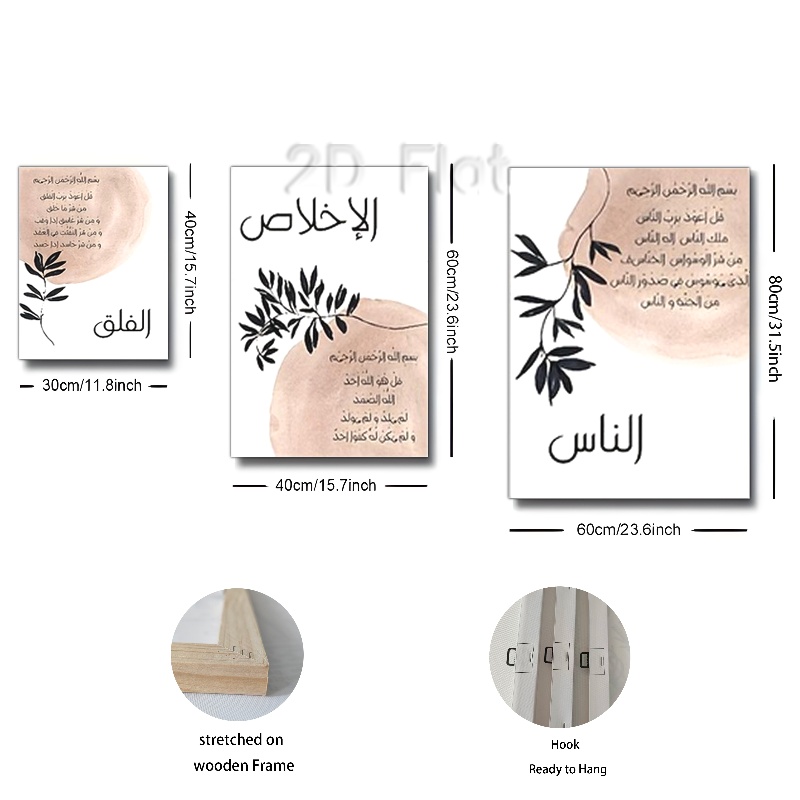 2D Flat
بسم الله الرحمن الرحيم
قل أعوذ برب الفلق
من شر ما خلق
و من شر غاسق إذا وقب
و من شر النفثت في العقد
و من شر حاسد إذا حسد
الفلق
40cm/15.7inch
30cm/11.8inch
الإخلاص
بسم الله الرحمن الرحيم
قل هو الله أحد
الله الصمد
لم يلد و لم يولد
و لم يكن له كفوا أحد
60cm/23.6inch
40cm/15.7inch
بسم الله الرحمن الرحيم
قل أعوذ برب الناس
ملك الناس إله الناس
من شر الوسواس الخناس
الذي يوسوس في صدور الناس
من الجنة و الناس
الناس
80cm/31.5inch
60cm/23.6inch
stretched on
wooden Frame
Hook
Ready to Hang